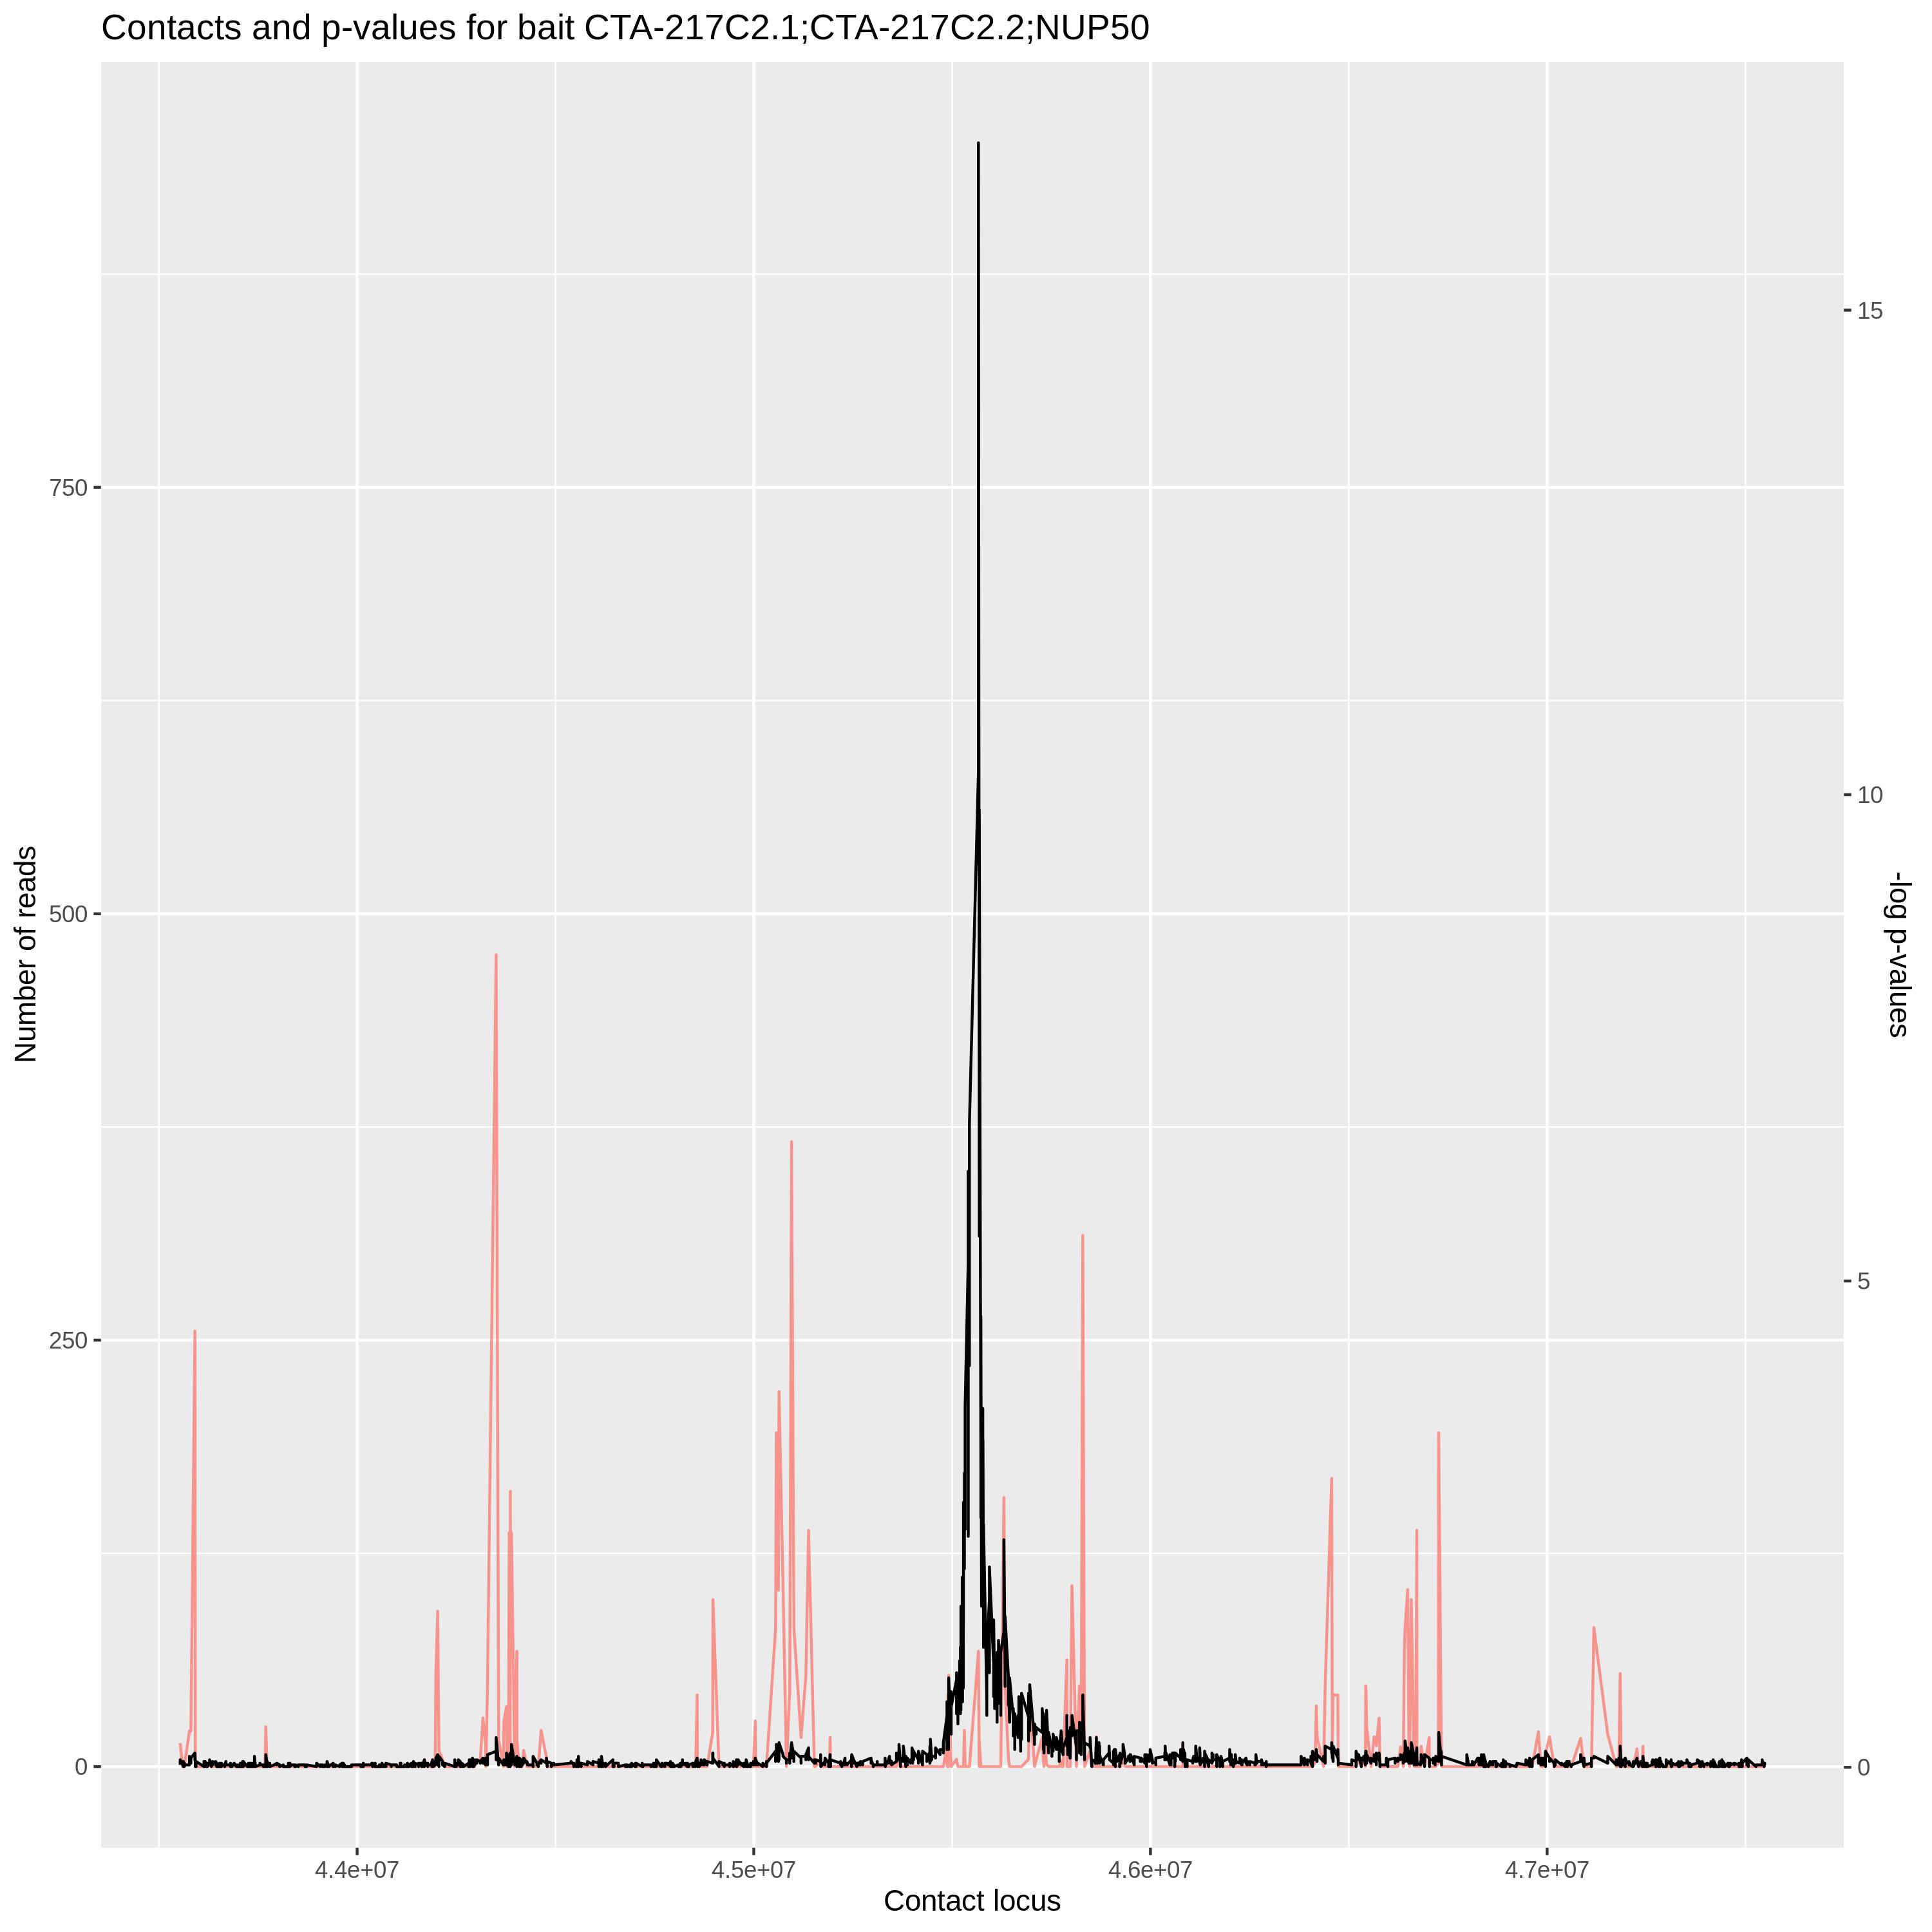 Contacts and p-values for bait CTA-217C2.1;CTA-217C2.2;NUP50
Number of reads
750
500
250
0
15
10
5
0
-log p-values
4.4e+07
4.5e+07
4.6e+07
4.7e+07
Contact locus